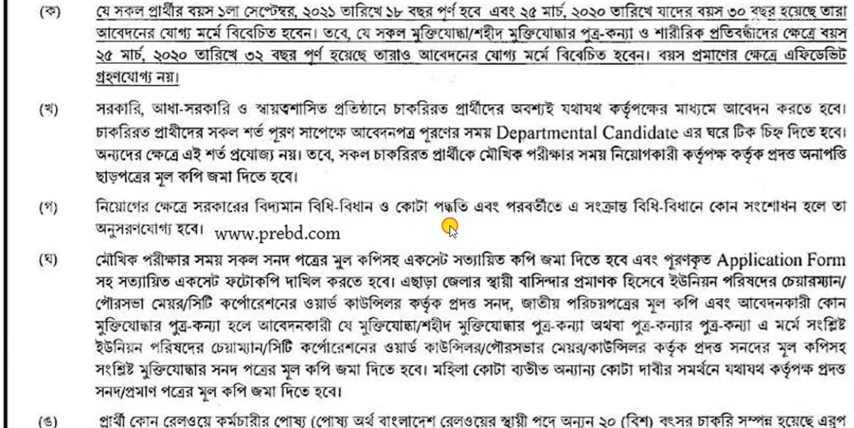 (ক) যে সকল প্রার্থীর বয়স ১লা সেপ্টেম্বর, ২০২১ তারিখে ১৮ বছর পূর্ণ হবে এবং ২৫ মার্চ, ২০২০ তারিখে যাদের বয়স ৩০ বছর হয়েছে তারা
আবেদনের যোগ্য মর্মে বিবেচিত হবেন। তবে, যে সকল মুক্তিযোদ্ধা/শহীদ মুক্তিযোদ্ধার পুত্র-কন্যা ও শারীরিক প্রতিবন্ধীদের ক্ষেত্রে বয়স
২৫ মার্চ, ২০২০ তারিখে ৩২ বছর পূর্ণ হয়েছে তারাও আবেদনের যোগ্য মর্মে বিবেচিত হবেন। বয়স প্রমাণের ক্ষেত্রে এফিডেভিট
গ্রহণযোগ্য নয়।
(খ) সরকারি, আধা-সরকারি ও স্বায়ত্বশাসিত প্রতিষ্ঠানে চাকরিরত প্রার্থীদের অবশ্যই যথাযথ কর্তৃপক্ষের মাধ্যমে আবেদন করতে হবে।
চাকরিরত প্রার্থীদের সকল শর্ত পূরণ সাপেক্ষে আবেদনপত্র পূরণের সময় Departmental Candidate এর ঘরে টিক চিহ্ন দিতে হবে।
অন্যদের ক্ষেত্রে এই শর্ত প্রযোজ্য নয়। তবে, সকল চাকরিরত প্রার্থীকে মৌখিক পরীক্ষার সময় নিয়োগকারী কর্তৃপক্ষ কর্তৃক প্রদত্ত অনাপত্তি
ছাড়পত্রের মূল কপি জমা দিতে হবে।
(গ) নিয়োগের ক্ষেত্রে সরকারের বিদ্যমান বিধি-বিধান ও কোটা পদ্ধতি এবং পরবর্তীতে এ সংক্রান্ত বিধি-বিধানে কোন সংশোধন হলে তা
অনুসরণযোগ্য হবে। www.prebd.com
(ঘ) মৌখিক পরীক্ষার সময় সকল সনদ পত্রের মুল কপিসহ একসেট সত্যায়িত কপি জমা দিতে হবে এবং পূরণকৃত Application Form
সহ সত্যায়িত একসেট ফটোকপি দাখিল করতে হবে। এছাড়া জেলার স্থায়ী বাসিন্দার প্রমাণক হিসেবে ইউনিয়ন পরিষদের চেয়ারম্যান/
পৌরসভা মেয়র/সিটি কর্পোরেশনের ওয়ার্ড কাউন্সিলর কর্তৃক প্রদত্ত সনদ, জাতীয় পরিচয়পত্রের মূল কপি এবং আবেদনকারী কোন
মুক্তিযোদ্ধার পুত্র-কন্যা হলে আবেদনকারী যে মুক্তিযোদ্ধা/শহীদ মুক্তিযোদ্ধার পুত্র-কন্যা অথবা পুত্র-কন্যার পুত্র-কন্যা এ মর্মে সংশ্লিষ্ট
ইউনিয়ন পরিষদের চেয়াম্যান/সিটি কর্পোরেশনের ওয়ার্ড কাউন্সিলর/পৌরসভার মেয়র/কাউন্সিলর কর্তৃক প্রদত্ত সনদের মূল কপিসহ
সংশ্লিষ্ট মুক্তিযোদ্ধার সনদ পত্রের মূল কপি জমা দিতে হবে। মহিলা কোটা ব্যতীত অন্যান্য কোটা দাবীর সমর্থনে যথাযথ কর্তৃপক্ষ প্রদত্ত
সনদ/প্রমাণ পত্রের মূল কপি জমা দিতে হবে।
(ঙ) প্রার্থী কোন রেলওয়ে কর্মচারীর পোষ্য (পোষ্য অর্থ বাংলাদেশ রেলওয়ের স্থায়ী পদে অন্যূন ২০ (বিশ) বৎসর চাকরি সম্পন্ন হয়েছে এরূপ